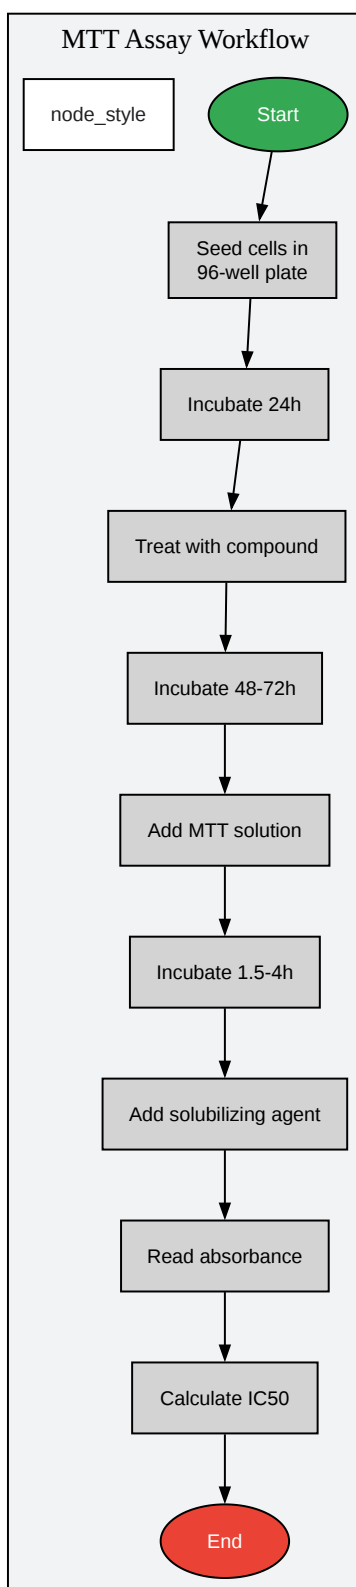 MTT Assay Workflow
node_style
Start
Seed cells in
96-well plate
Incubate 24h
Treat with compound
Incubate 48-72h
Add MTT solution
Incubate 1.5-4h
Add solubilizing agent
Read absorbance
Calculate IC50
End